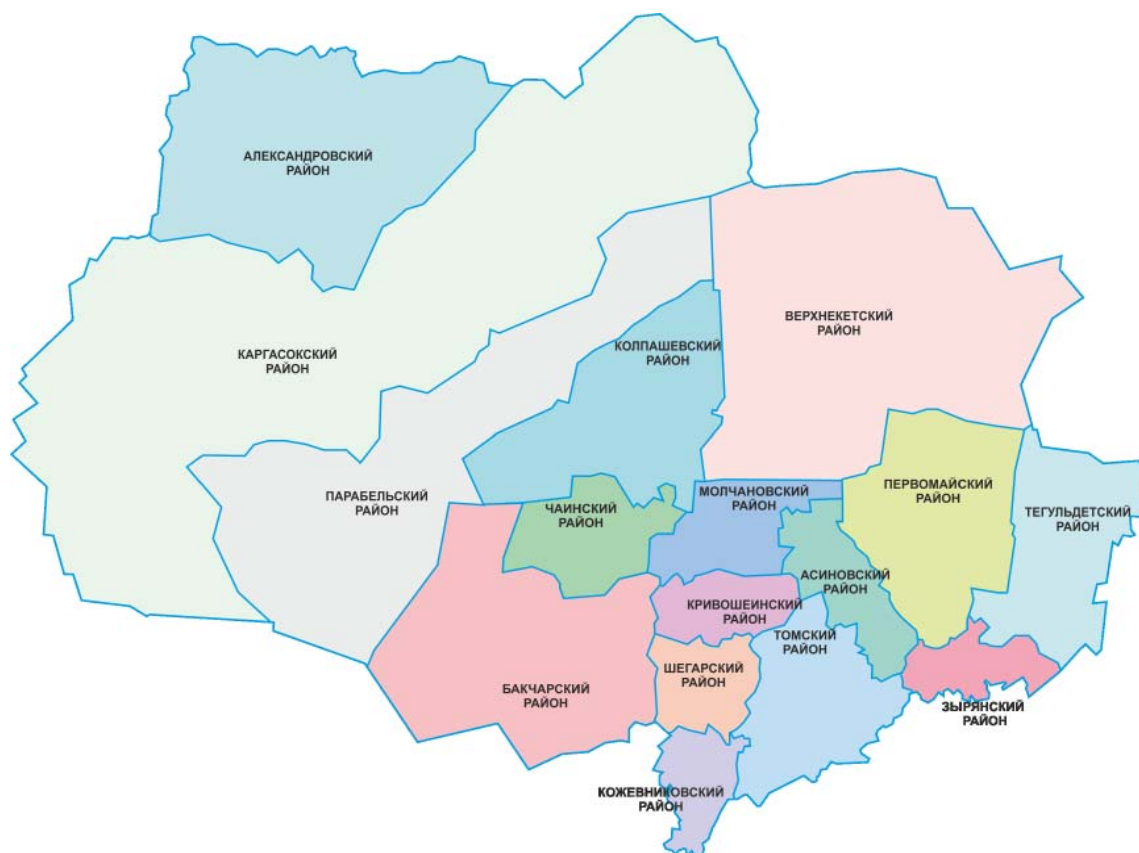 АЛЕКСАНДРОВСКИЙ
РАЙОН
ВЕРХНЕКЕТСКИЙ
РАЙОН
КОЛПАШЕВСКИЙ
РАЙОН
КАРГАСОКСКИЙ
РАЙОН
ПАРАБЕЛЬСКИЙ
РАЙОН
ЧАИНСКИЙ
РАЙОН
МОЛЧАНОВСКИЙ
РАЙОН
ПЕРВОМАЙСКИЙ
РАЙОН
ТЕГУЛЬДЕТСКИЙ
РАЙОН
АСИНОВСКИЙ
РАЙОН
КРИВОШЕИНСКИЙ
РАЙОН
ТОМСКИЙ
РАЙОН
ШЕГАРСКИЙ
РАЙОН
БАКЧАРСКИЙ
РАЙОН
ЗЫРЯНСКИЙ
РАЙОН
КОЖЕВНИКОВСКИЙ
РАЙОН